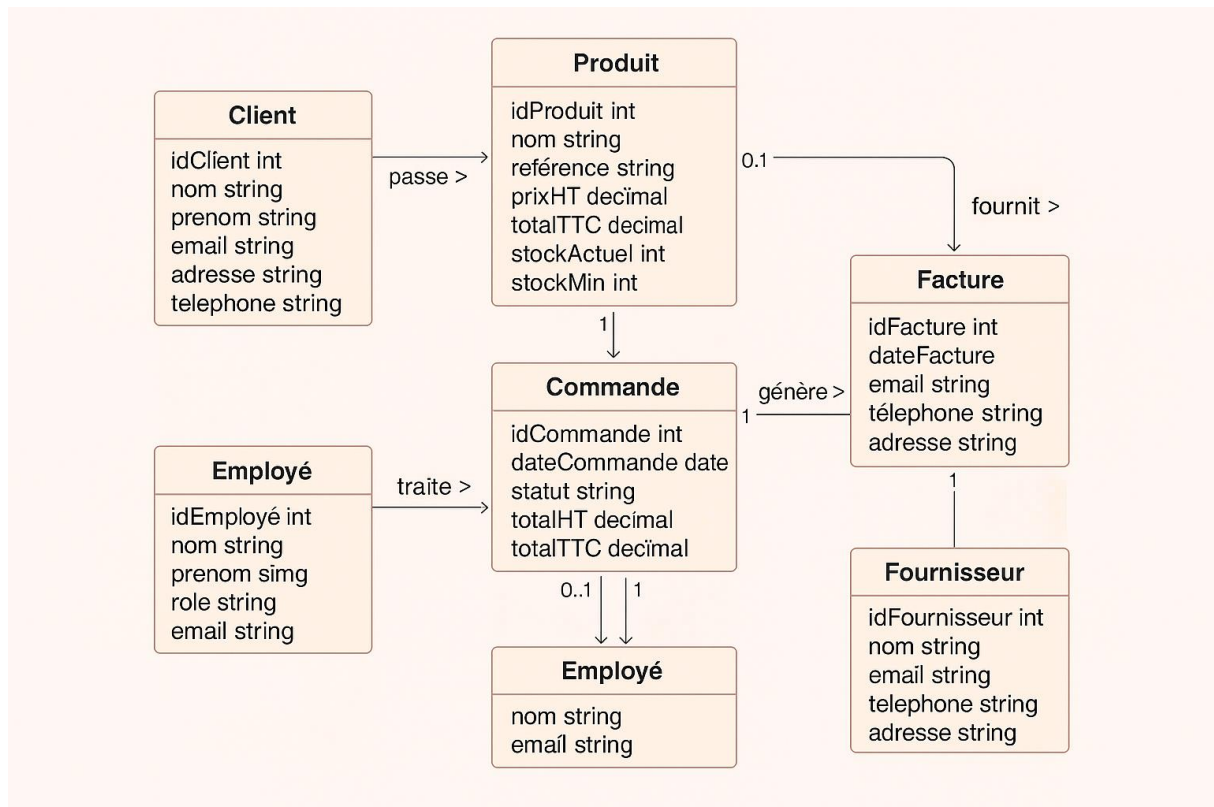 Client
idClîent int
nom string
prenom string
email string
adresse string
telephone string
passe >
Produit
idProduit int
nom string
reférence string
prixHT decïmal
totalTTC decimal
stockActuel int
stockMin int
0.1
fournit >
1
Facture
idFacture int
dateFacture
email string
télephone string
adresse string
Commande
idCommande int
dateCommande date
statut string
totalHT decímal
totalTTC decïmal
génère >
1
Employé
idEmployé int
nom string
prenom simg
role string
email string
traite >
0..1
1
Employé
nom string
emaíl string
1
Fournisseur
idFournisseur int
nom string
email string
telephone string
adresse string